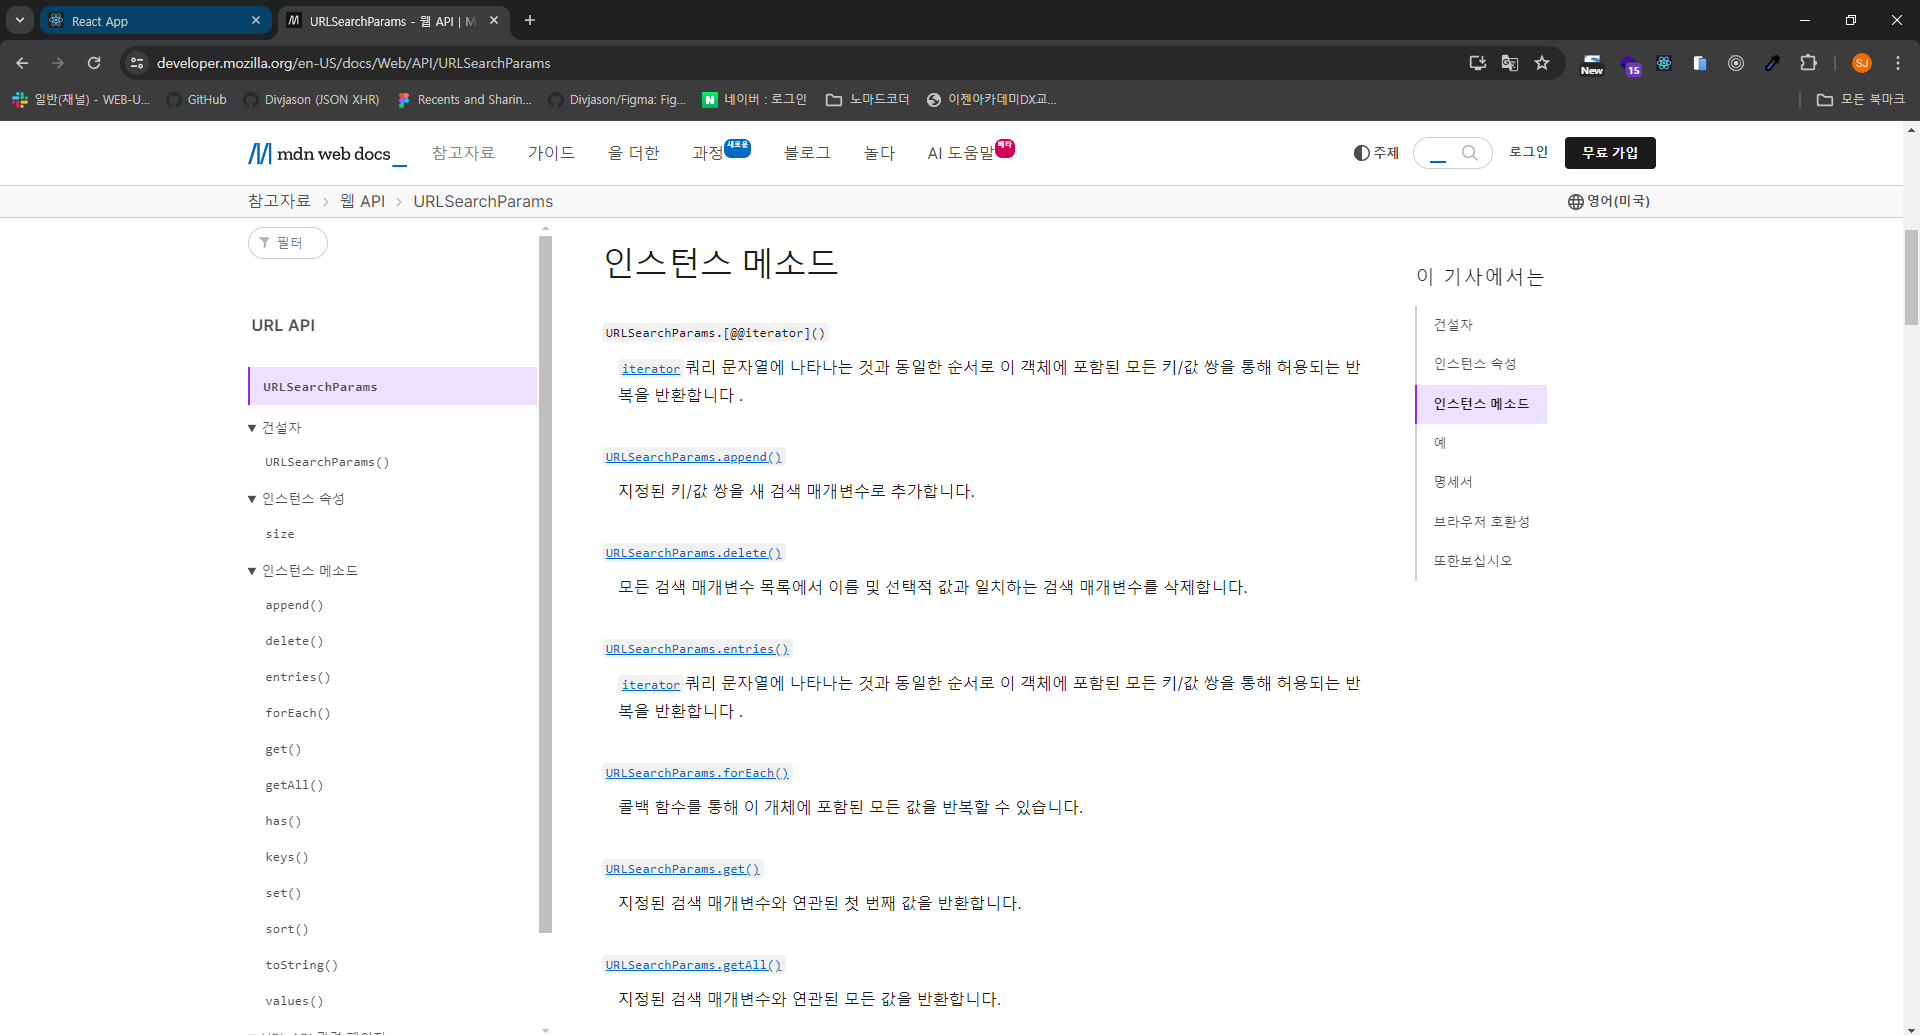 React App
URLSearchParams - 웹 API | M
developer.mozilla.org/en-US/docs/Web/API/URLSearchParams
New
15
SJ
일반(채널) - WEB-U...
GitHub
Divjason (JSON XHR)
Recents and Sharin...
Divjason/Figma: Fig...
N 네이버 : 로그인
노마드코더
이젠아카데미DX교...
모든 북마크
mdn web docs_
참고자료
가이드
을 더한
과정 새로운
블로그
놀다
AI 도움말 베타
주제
로그인
무료 가입
참고자료 > 웹 API > URLSearchParams
영어(미국)
필터
URL API
URLSearchParams
▼ 건설자
URLSearchParams()
▼ 인스턴스 속성
size
▼ 인스턴스 메소드
append()
delete()
entries()
forEach()
get()
getAll()
has()
keys()
set()
sort()
toString()
values()
인스턴스 메소드
URLSearchParams.[@@iterator]()
iterator 쿼리 문자열에 나타나는 것과 동일한 순서로 이 객체에 포함된 모든 키/값 쌍을 통해 허용되는 반
복을 반환합니다 .
URLSearchParams.append()
지정된 키/값 쌍을 새 검색 매개변수로 추가합니다.
URLSearchParams.delete()
모든 검색 매개변수 목록에서 이름 및 선택적 값과 일치하는 검색 매개변수를 삭제합니다.
URLSearchParams.entries()
iterator 쿼리 문자열에 나타나는 것과 동일한 순서로 이 객체에 포함된 모든 키/값 쌍을 통해 허용되는 반
복을 반환합니다 .
URLSearchParams.forEach()
콜백 함수를 통해 이 개체에 포함된 모든 값을 반복할 수 있습니다.
URLSearchParams.get()
지정된 검색 매개변수와 연관된 첫 번째 값을 반환합니다.
URLSearchParams.getAll()
지정된 검색 매개변수와 연관된 모든 값을 반환합니다.
이 기사에서는
건설자
인스턴스 속성
인스턴스 메소드
예
명세서
브라우저 호환성
또한보십시오